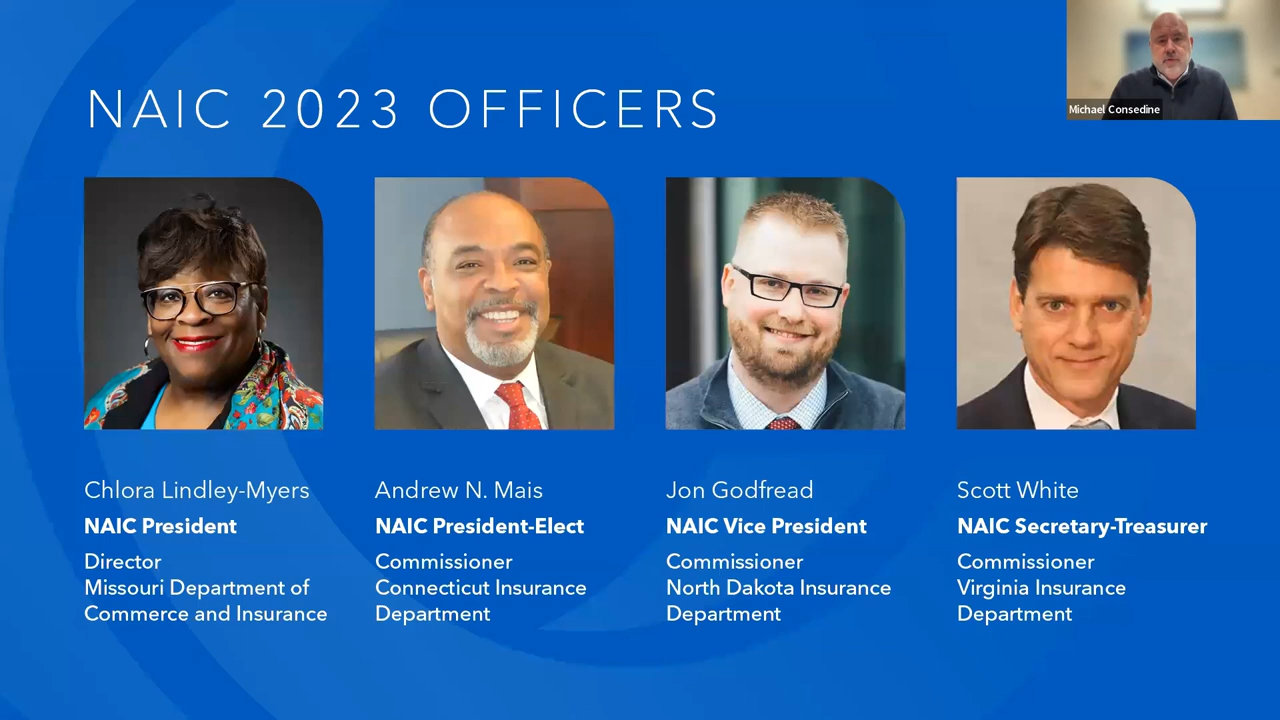 NAIC 2023 OFFICERS
Michael Consedine
Chlora Lindley-Myers
NAIC President
Director
Missouri Department of
Commerce and Insurance
Andrew N. Mais
NAIC President-Elect
Commissioner
Connecticut Insurance
Department
Jon Godfread
NAIC Vice President
Commissioner
North Dakota Insurance
Department
Scott White
NAIC Secretary-Treasurer
Commissioner
Virginia Insurance
Department